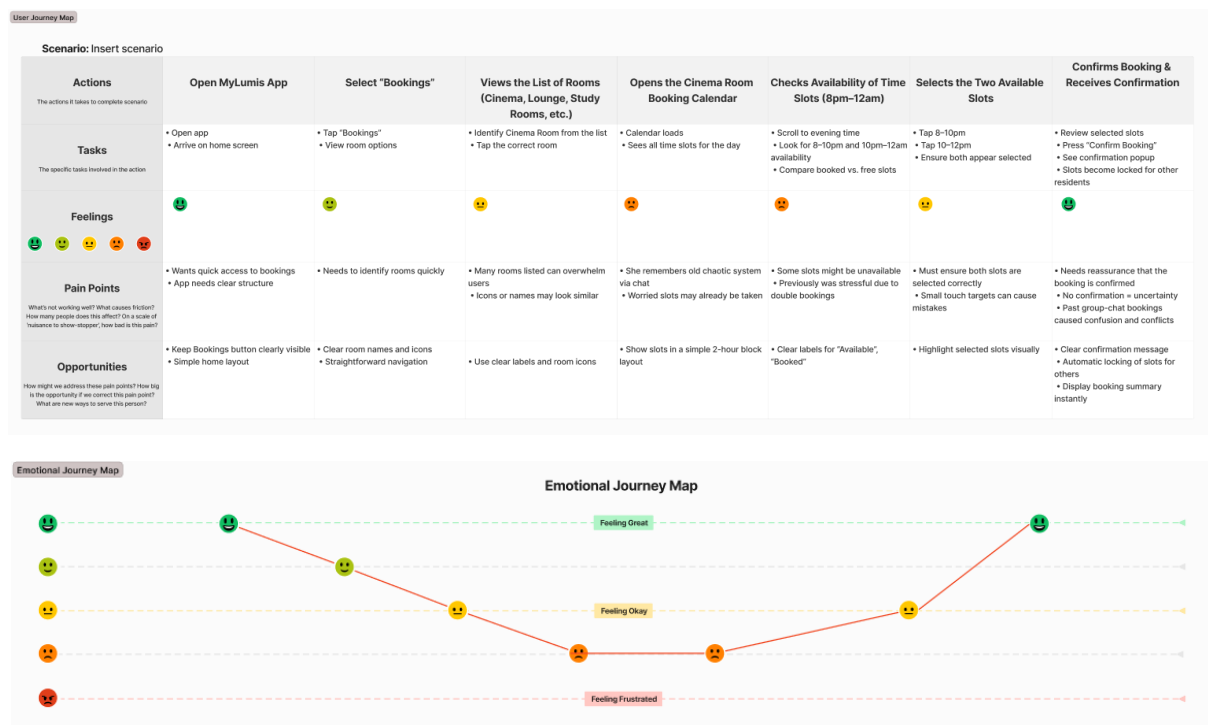 User Journey Map
Scenario: Insert scenario
Actions
The actions it takes to complete scenario
Open MyLumis App
Select “Bookings”
Views the List of Rooms
(Cinema, Lounge, Study
Rooms, etc.)
Opens the Cinema Room
Booking Calendar
Checks Availability of Time
Slots (8pm–12am)
Selects the Two Available
Slots
Confirms Booking &
Receives Confirmation
Tasks
The specific tasks involved in the action
• Open app
• Arrive on home screen
• Tap “Bookings”
• View room options
• Identify Cinema Room from the list
• Tap the correct room
• Calendar loads
• Sees all time slots for the day
• Scroll to evening time
• Look for 8–10pm and 10pm–12am
availability
• Compare booked vs. free slots
• Tap 8–10pm
• Tap 10–12pm
• Ensure both appear selected
• Review selected slots
• Press “Confirm Booking”
• See confirmation popup
• Slots become locked for other
residents
Feelings
Pain Points
What's not working well? What causes friction?
How many people does this affect? On a scale of
'nuisance to show-stopper', how bad is this pain?
• Wants quick access to bookings
• App needs clear structure
• Needs to identify rooms quickly
• Many rooms listed can overwhelm
users
• Icons or names may look similar
• She remembers old chaotic system
via chat
• Worried slots may already be taken
• Some slots might be unavailable
• Previously was stressful due to
double bookings
• Must ensure both slots are
selected correctly
• Small touch targets can cause
mistakes
• Needs reassurance that the
booking is confirmed
• No confirmation = uncertainty
• Past group-chat bookings
caused confusion and conflicts
Opportunities
How might we address these pain points? How big
is the opportunity if we correct this pain point?
What are new ways to serve this person?
• Keep Bookings button clearly visible
• Simple home layout
• Clear room names and icons
• Straightforward navigation
• Use clear labels and room icons
• Show slots in a simple 2-hour block
layout
• Clear labels for “Available”,
“Booked”
• Highlight selected slots visually
• Clear confirmation message
• Automatic locking of slots for
others
• Display booking summary
instantly
Emotional Journey Map
Emotional Journey Map
Feeling Great
Feeling Okay
Feeling Frustrated